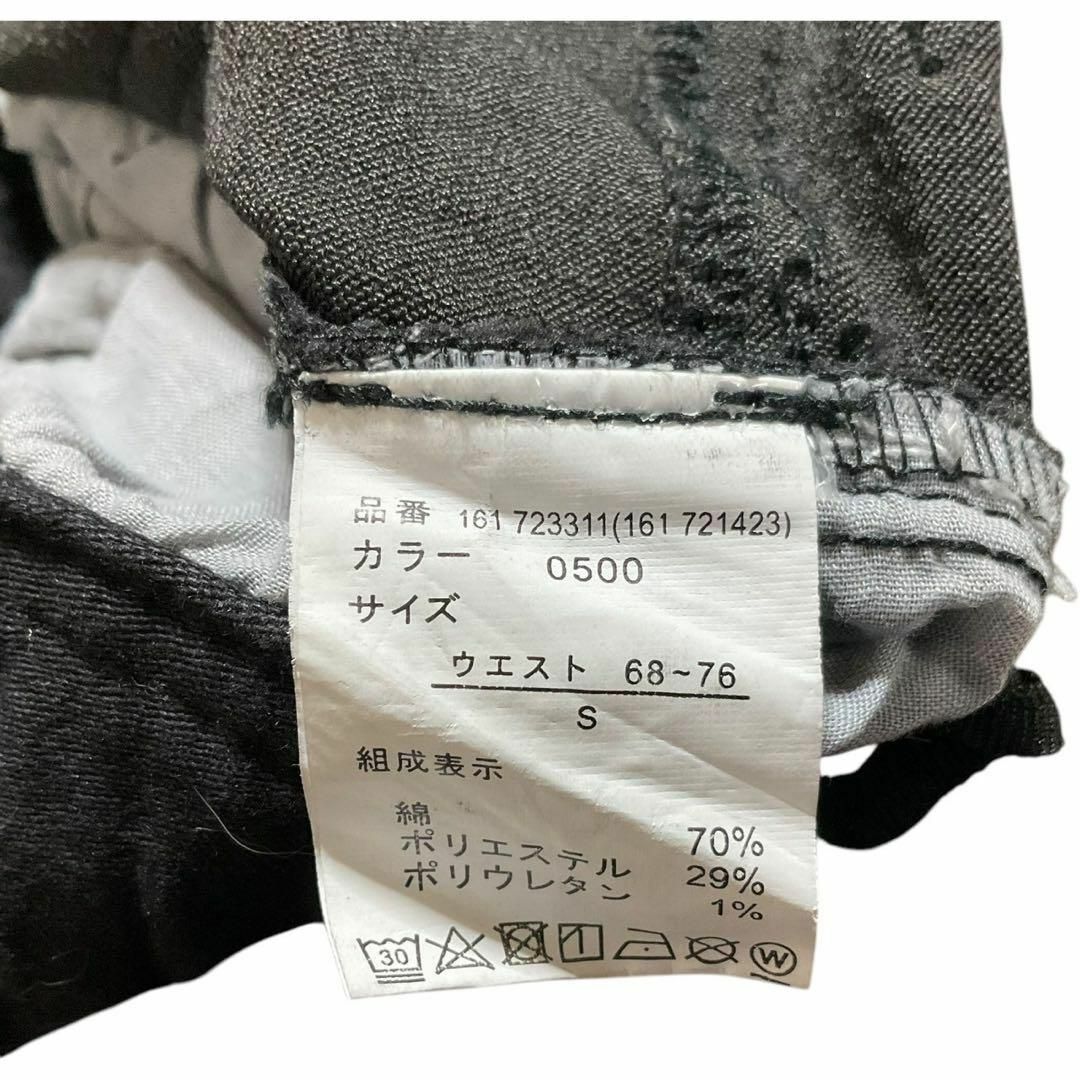 品番 161 723311(161 721423)
カラー 0500
サイズ
ウエスト 68~76
S
組成表示
綿 70%
ポリエステル 29%
ポリウレタン 1%
30 W